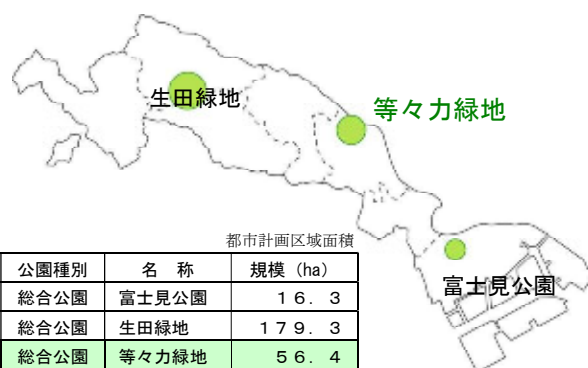 生田緑地
等々力緑地
富士見公園
都市計画区域面積
公園種別 名　称 規模（ha）
総合公園 富士見公園 １６．３
総合公園 生田緑地 １７９．３
総合公園 等々力緑地 ５６．４